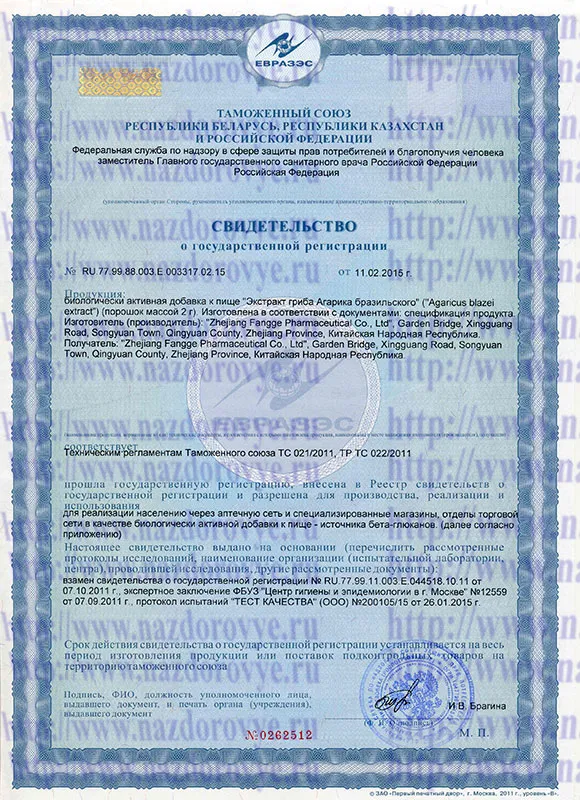 ЕВРАЗЭС
ТАМОЖЕННЫЙ СОЮЗ
РЕСПУБЛИКИ БЕЛАРУСЬ, РЕСПУБЛИКИ КАЗАХСТАН
И РОССИЙСКОЙ ФЕДЕРАЦИИ
Федеральная служба по надзору в сфере защиты прав потребителей и благополучия человека
заместитель Главного государственного санитарного врача Российской Федерации
Российская Федерация
(уполномоченный орган Стороны, руководитель уполномоченного органа, наименование административно-территориального образования)
СВИДЕТЕЛЬСТВО
о государственной регистрации
№ RU.77.99.88.003.Е.003317.02.15 от 11.02.2015 г.
Продукция:
биологически активная добавка к пище "Экстракт гриба Агарика бразильского" ("Agaricus blazei
extract") (порошок массой 2 г). Изготовлена в соответствии с документами: спецификация продукта.
Изготовитель (производитель): "Zhejiang Fangge Pharmaceutical Co., Ltd", Garden Bridge, Xingguang
Road, Songyuan Town, Qingyuan County, Zhejiang Province, Китайская Народная Республика.
Получатель: "Zhejiang Fangge Pharmaceutical Co., Ltd", Garden Bridge, Xingguang Road, Songyuan
Town, Qingyuan County, Zhejiang Province, Китайская Народная Республика.
ЕВРАЗЭС
соответствует
Техническим регламентам Таможенного союза ТС 021/2011, ТР ТС 022/2011
прошла государственную регистрацию, внесена в Реестр свидетельств о
государственной регистрации и разрешена для производства, реализации и
использования
для реализации населению через аптечную сеть и специализированные магазины, отделы торговой
сети в качестве биологически активной добавки к пище - источника бета-глюканов. (далее согласно
приложению)
Настоящее свидетельство выдано на основании (перечислить рассмотренные
протоколы исследований, наименование организации (испытательной лаборатории,
центра), проводившей исследования, другие рассмотренные документы):
взамен свидетельства о государственной регистрации № RU.77.99.11.003.Е.044518.10.11 от
07.10.2011 г., экспертное заключение ФБУЗ "Центр гигиены и эпидемиологии в г. Москве" №12559
от 07.09.2011 г., протокол испытаний "ТЕСТ КАЧЕСТВА" (ООО) №200105/15 от 26.01.2015 г.
Срок действия свидетельства о государственной регистрации устанавливается на весь
период изготовления продукции или поставок подконтрольных товаров на
территорию таможенного союза
Подпись, ФИО, должность уполномоченного лица,
выдавшего документ, и печать органа (учреждения),
выдавшего документ
И.В. Брагина
(Ф. И. О./подпись)
М. П.
№0262512
© ЗАО «Первый печатный двор», г. Москва, 2011 г., уровень «В».
http://www.nazdorovye.ru